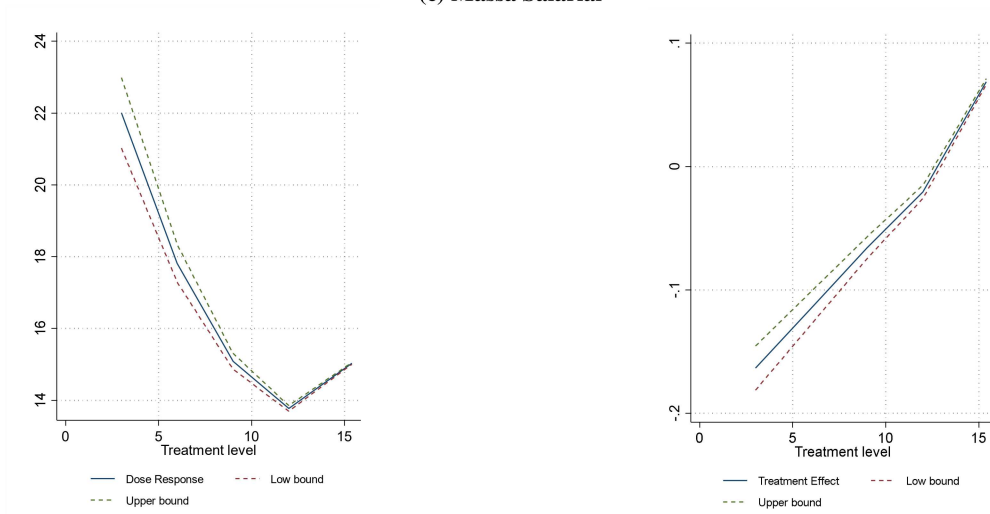 24
22
20
18
16
14
0 5 10 15
Treatment level
Dose Response Low bound
Upper bound
.1
0
-.1
-.2
0 5 10 15
Treatment level
Treatment Effect Low bound
Upper bound